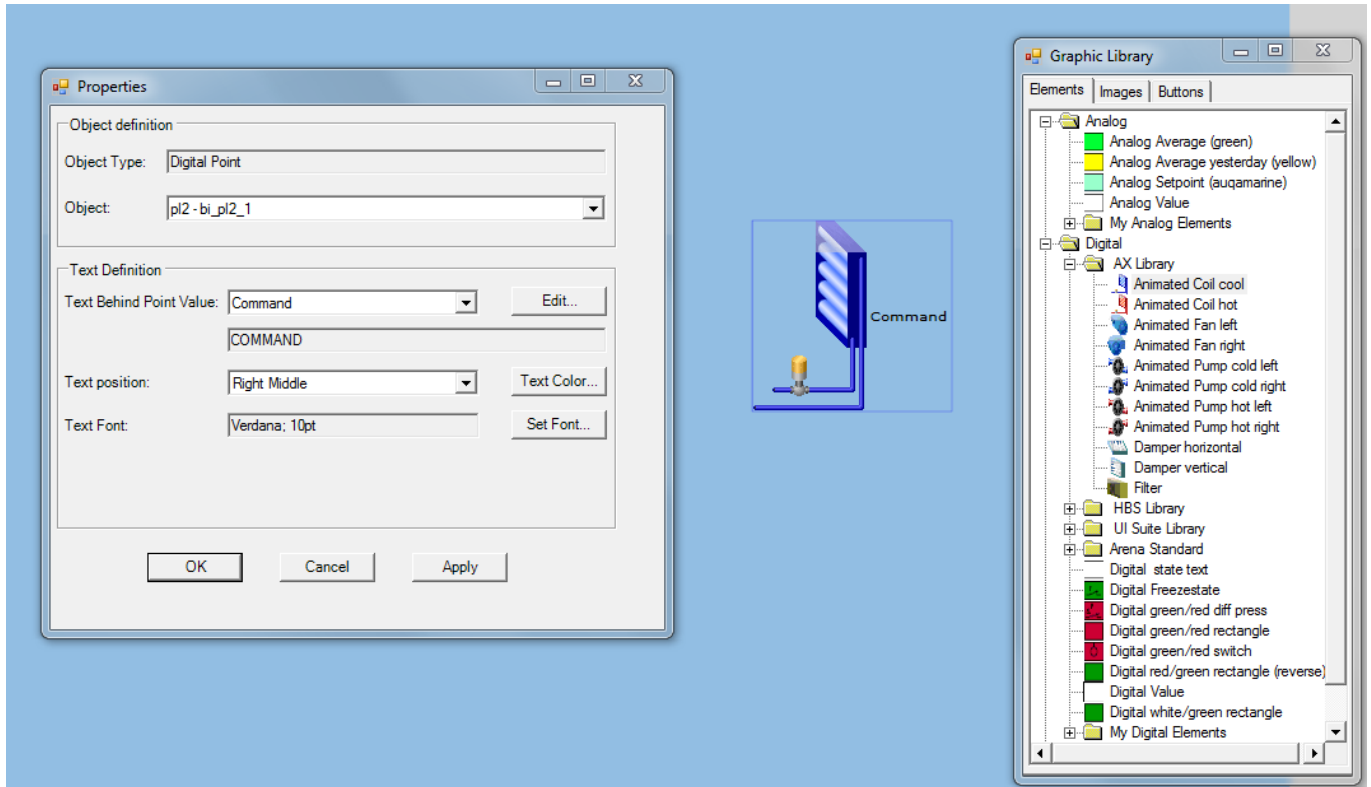 Properties
Object definition
Object Type: Digital Point
Object: pl2 - bi_pl2_1
Text Definition
Text Behind Point Value: Command Edit...
COMMAND
Text position: Right Middle Text Color...
Text Font: Verdana; 10pt Set Font...
OK Cancel Apply
Command
Graphic Library
Elements Images Buttons
Analog
Analog Average (green)
Analog Average yesterday (yellow)
Analog Setpoint (auqamarine)
Analog Value
My Analog Elements
Digital
AX Library
Animated Coil cool
Animated Coil hot
Animated Fan left
Animated Fan right
Animated Pump cold left
Animated Pump cold right
Animated Pump hot left
Animated Pump hot right
Damper horizontal
Damper vertical
Filter
HBS Library
UI Suite Library
Arena Standard
Digital state text
Digital Freezestate
Digital green/red diff press
Digital green/red rectangle
Digital green/red switch
Digital red/green rectangle (reverse)
Digital Value
Digital white/green rectangle
My Digital Elements